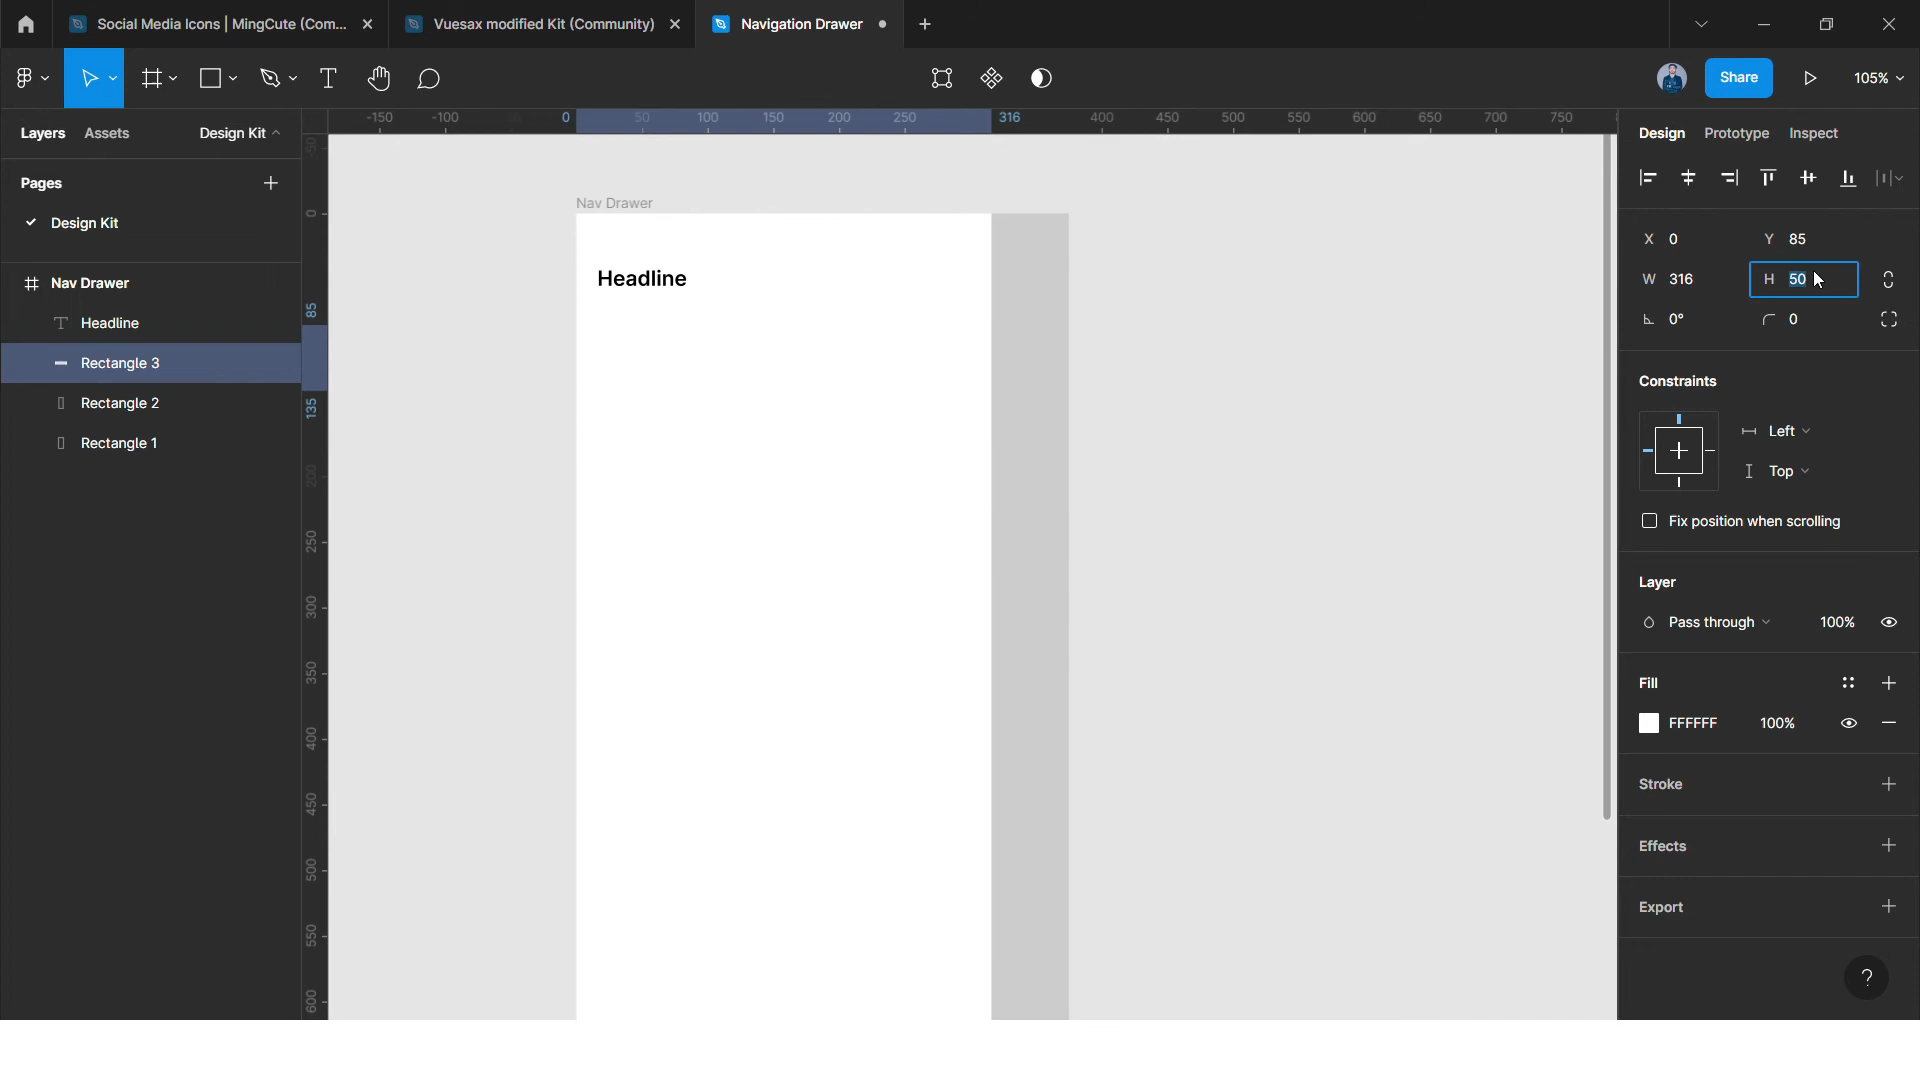 Social Media Icons | MingCute (Com...
Vuesax modified Kit (Community)
Navigation Drawer
Share
105%
Layers
Assets
Design Kit
Pages
Design Kit
Nav Drawer
Headline
Rectangle 3
Rectangle 2
Rectangle 1
-150
-100
0
50
100
150
200
250
316
400
450
500
550
600
650
700
750
-50
0
85
135
200
250
300
350
400
450
500
550
600
Nav Drawer
Headline
Design
Prototype
Inspect
X 0
Y 85
W 316
H 50
0°
0
Constraints
Left
Top
Fix position when scrolling
Layer
Pass through
100%
Fill
FFFFFF
100%
Stroke
Effects
Export
?